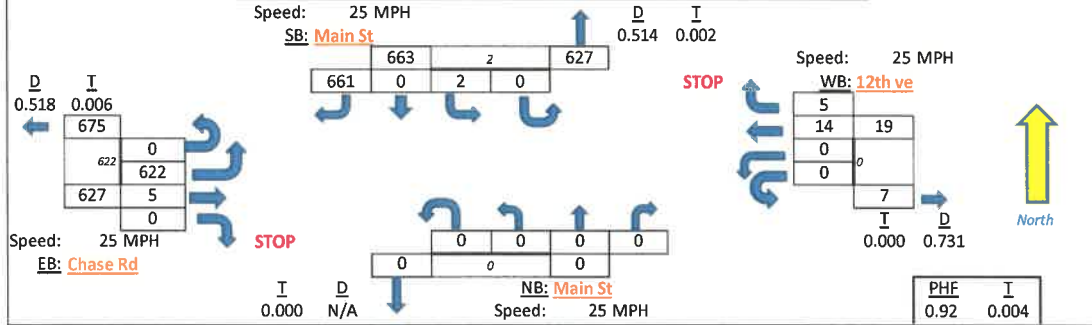 Speed: 25 MPH
SB: Main St
D T
0.514 0.002
663 2 627
661 0 2 0
STOP
Speed: 25 MPH
WB: 12th ve
5
14 19
0
0 0
7
T D
0.000 0.731
D T
0.518 0.006
675
0
622 622
627 5
0
Speed: 25 MPH
EB: Chase Rd
STOP
0 0 0 0
0 0 0
T D
0.000 N/A
NB: Main St
Speed: 25 MPH
North
PHF T
0.92 0.004